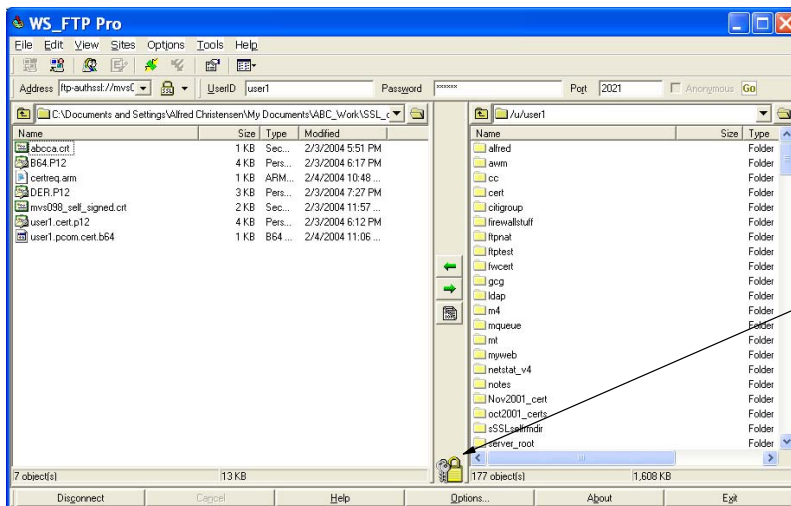 WS_FTP Pro
File Edit View Sites Options Tools Help
Address ftp-authssl://mvs0 UserID user1 Password xxxxxx Port 2021 Anonymous Go
C:\Documents and Settings\Alfred Christensen\My Documents\ABC_Work\SSL_c /u/user1
Name Size Type Modified Name Size Type
abcca.crt 1 KB Sec... 2/3/2004 5:51 PM
B64.P12 4 KB Pers... 2/3/2004 6:17 PM
certreq.arm 1 KB ARM... 2/4/2004 10:48 ...
DER.P12 3 KB Pers... 2/3/2004 7:27 PM
mvs098_self_signed.crt 2 KB Sec... 2/3/2004 11:57 ...
user1.cert.p12 4 KB Pers... 2/3/2004 6:12 PM
user1.pcom.cert.b64 1 KB B64 ... 2/4/2004 11:06 ...
alfred Folder
awm Folder
cc Folder
cert Folder
citigroup Folder
firewallstuff Folder
ftpnat Folder
ftptest Folder
fwcert Folder
gcg Folder
ldap Folder
m4 Folder
mqueue Folder
mt Folder
myweb Folder
netstat_v4 Folder
notes Folder
Nov2001_cert Folder
oct2001_certs Folder
sSSLselfrmdir Folder
server_root Folder
7 object(s) 13 KB 177 object(s) 1,608 KB
Disconnect Cancel Help Options... About Exit